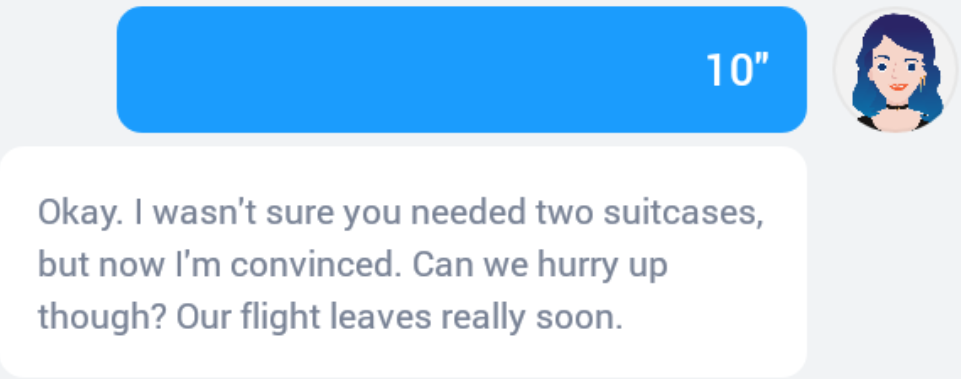 10"
Okay. I wasn't sure you needed two suitcases,
but now I'm convinced. Can we hurry up
though? Our flight leaves really soon.